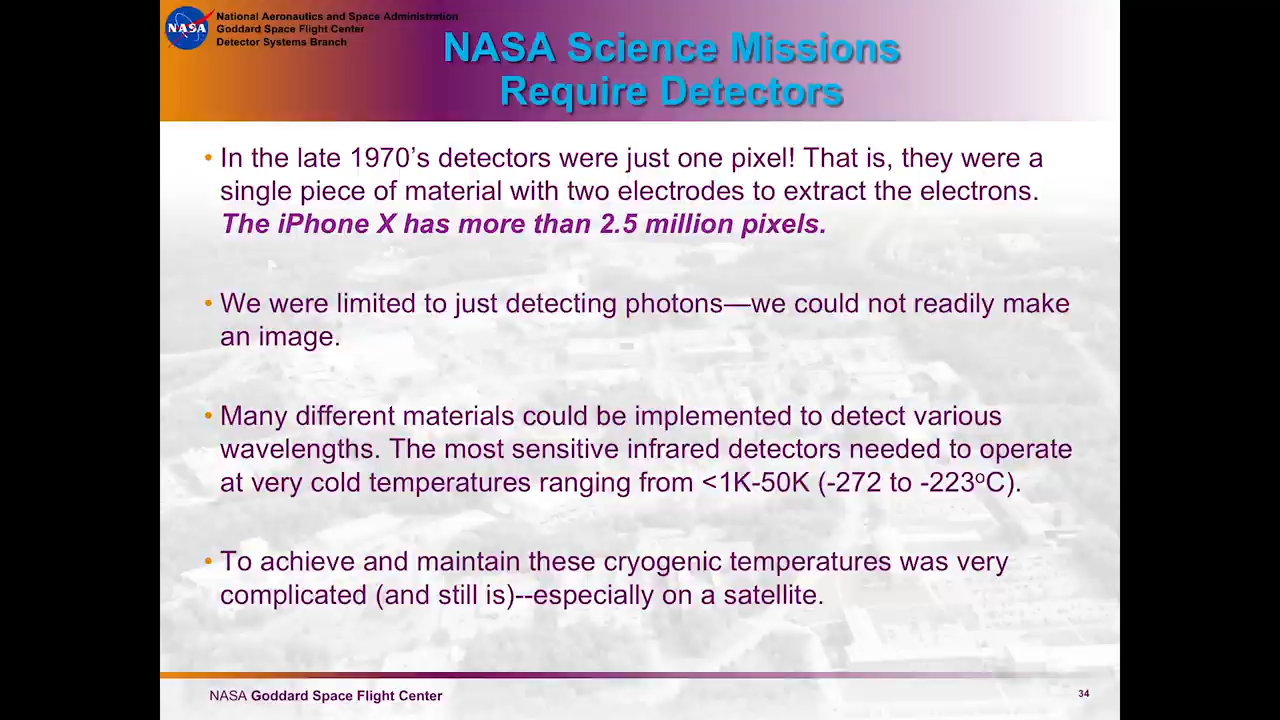 NASA
National Aeronautics and Space Administration
Goddard Space Flight Center
Detector Systems Branch
NASA Science Missions
Require Detectors
• In the late 1970’s detectors were just one pixel! That is, they were a
single piece of material with two electrodes to extract the electrons.
The iPhone X has more than 2.5 million pixels.
• We were limited to just detecting photons—we could not readily make
an image.
• Many different materials could be implemented to detect various
wavelengths. The most sensitive infrared detectors needed to operate
at very cold temperatures ranging from <1K-50K (-272 to -223ºC).
• To achieve and maintain these cryogenic temperatures was very
complicated (and still is)--especially on a satellite.
NASA Goddard Space Flight Center
34